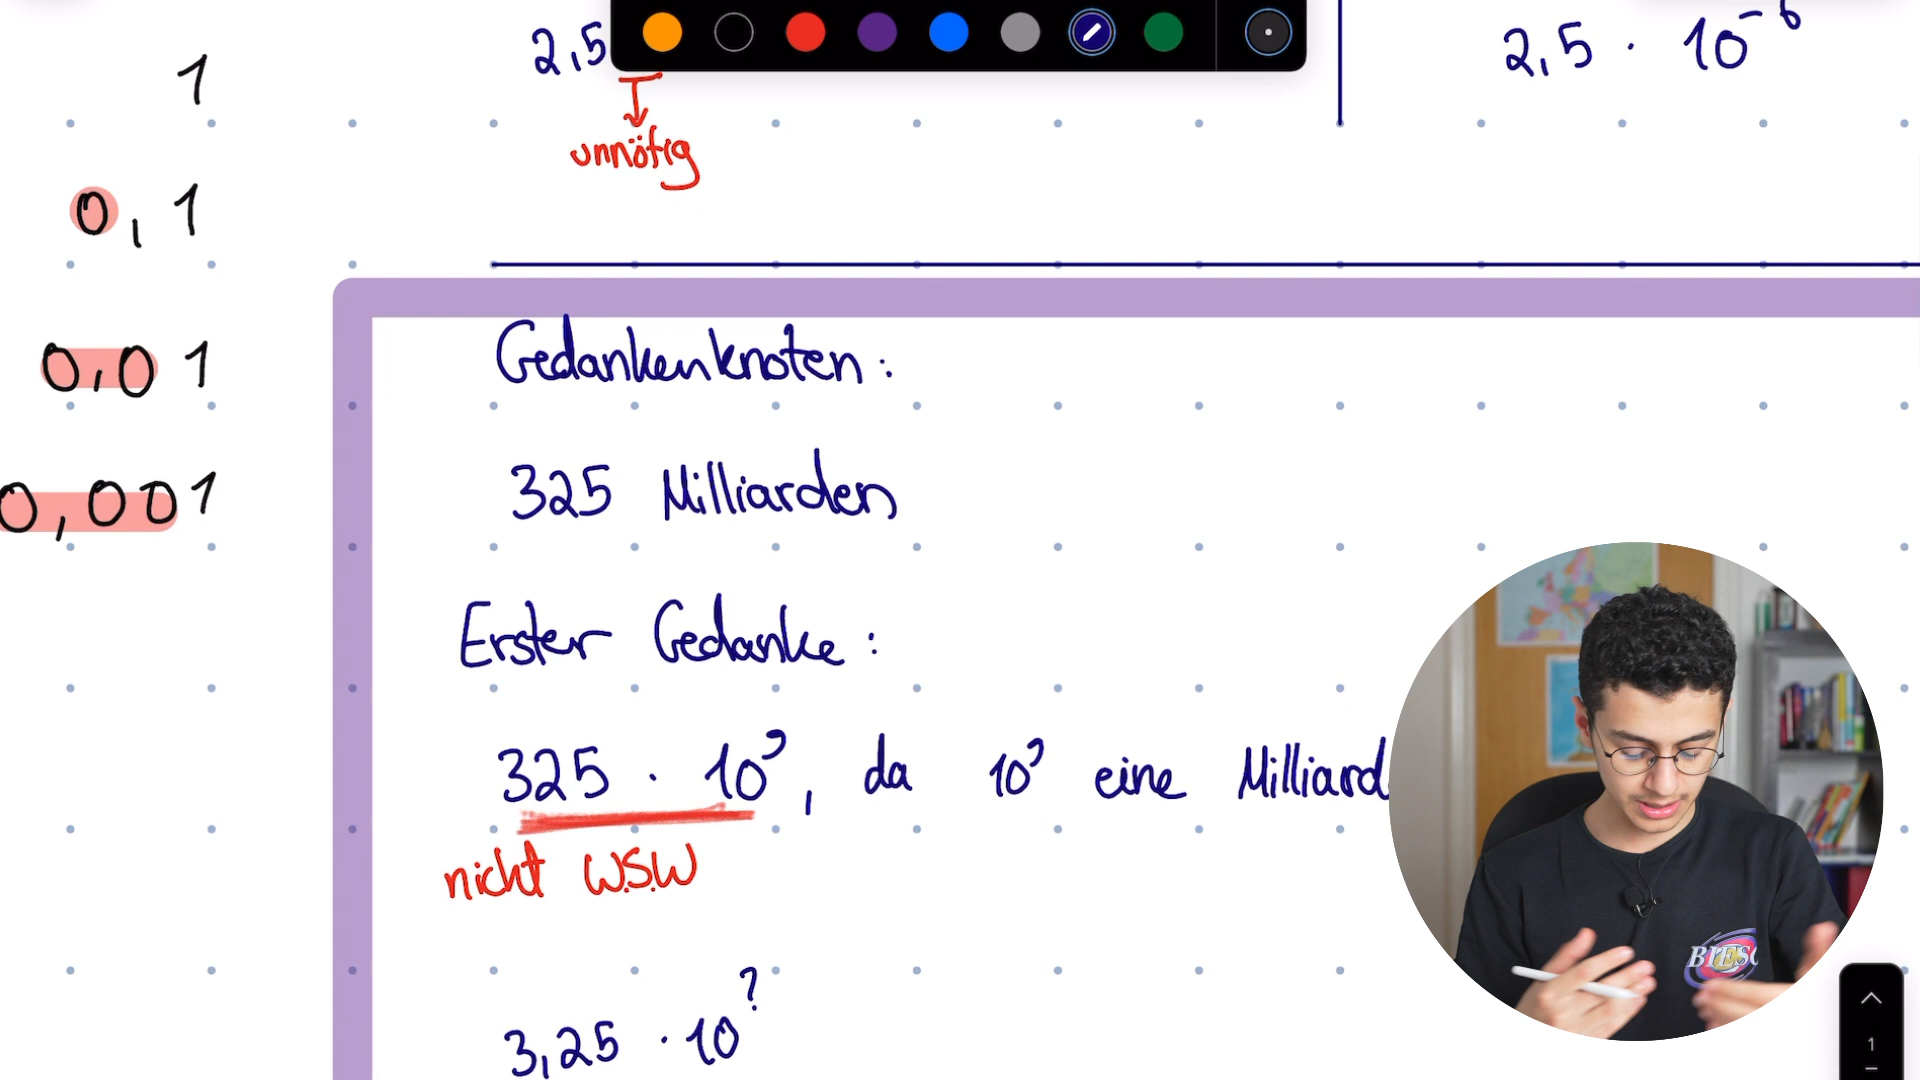 1
0,1
0,01
0,001
2,5
unnötig
2,5 · 10⁻⁶
Gedankenknoten:
325 Milliarden
Erster Gedanke:
325 · 10⁹, da 10⁹ eine Milliard
nicht W.S.W
3,25 · 10?
1